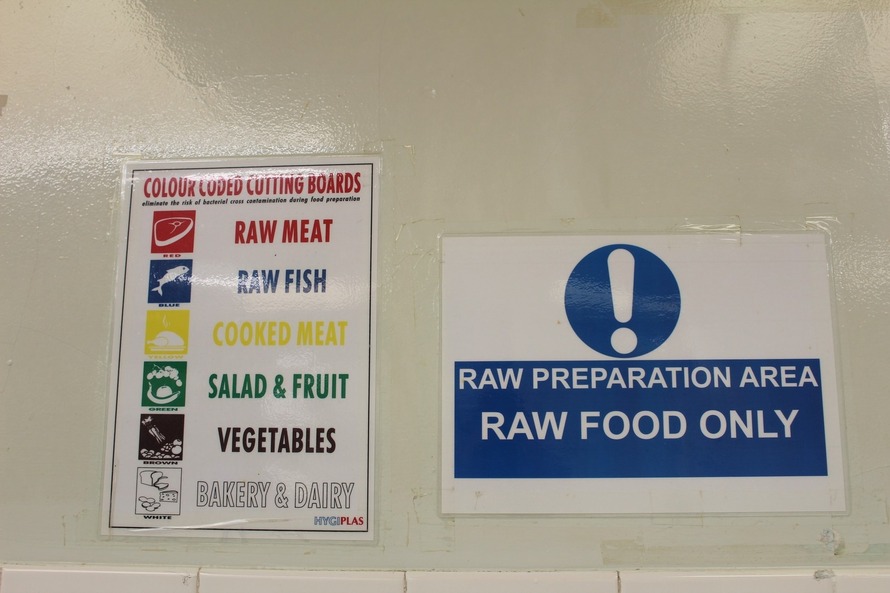 COLOUR CODED CUTTING BOARDS
eliminate the risk of bacterial cross contamination during food preparation
RED
RAW MEAT
BLUE
RAW FISH
YELLOW
COOKED MEAT
GREEN
SALAD & FRUIT
BROWN
VEGETABLES
WHITE
BAKERY & DAIRY
HYGIPLAS
RAW PREPARATION AREA
RAW FOOD ONLY